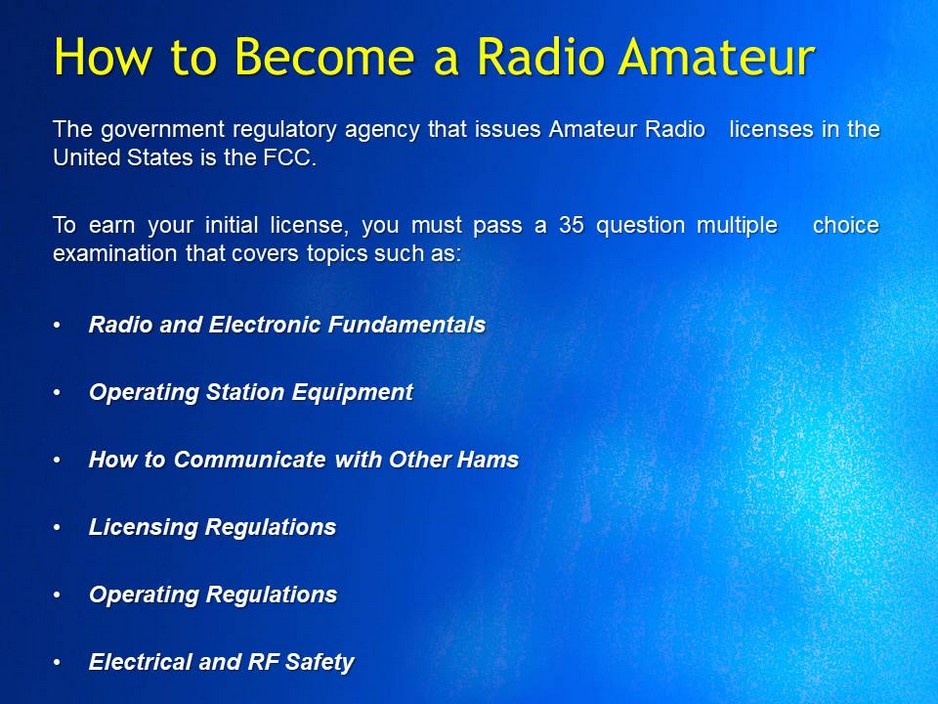 How to Become a Radio Amateur
The government regulatory agency that issues Amateur Radio licenses in the
United States is the FCC.
To earn your initial license, you must pass a 35 question multiple choice
examination that covers topics such as:
• Radio and Electronic Fundamentals
• Operating Station Equipment
• How to Communicate with Other Hams
• Licensing Regulations
• Operating Regulations
• Electrical and RF Safety